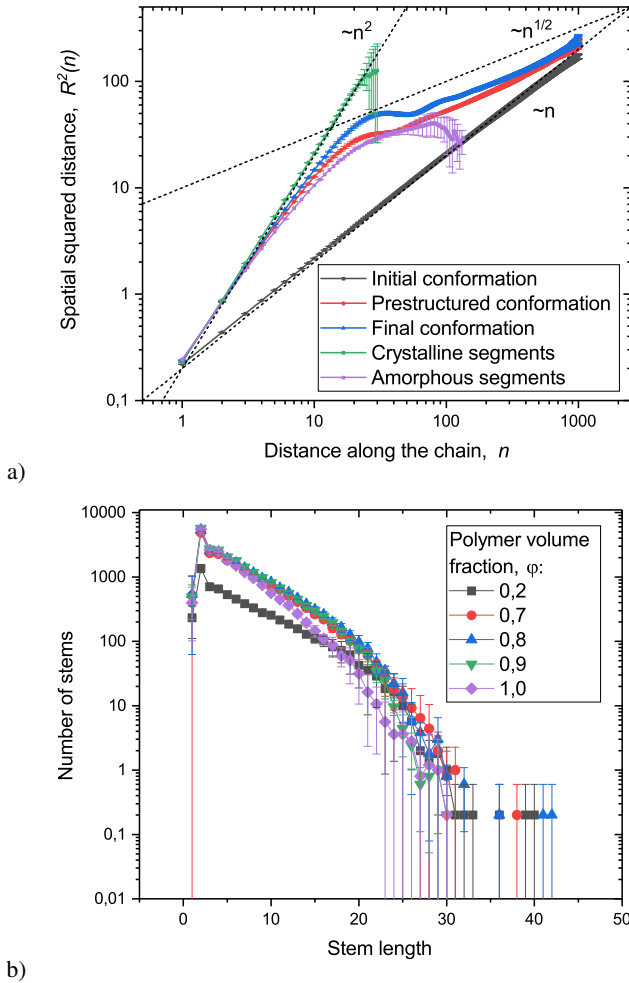 ~n²
~n^1/2
~n
100
10
1
0,1
1
10
100
1000
Spatial squared distance, R²(n)
Initial conformation
Prestructured conformation
Final conformation
Crystalline segments
Amorphous segments
Distance along the chain, n
a)
10000
1000
100
10
1
0,1
0,01
Number of stems
Polymer volume
fraction, φ:
0,2
0,7
0,8
0,9
1,0
0
10
20
30
40
50
Stem length
b)